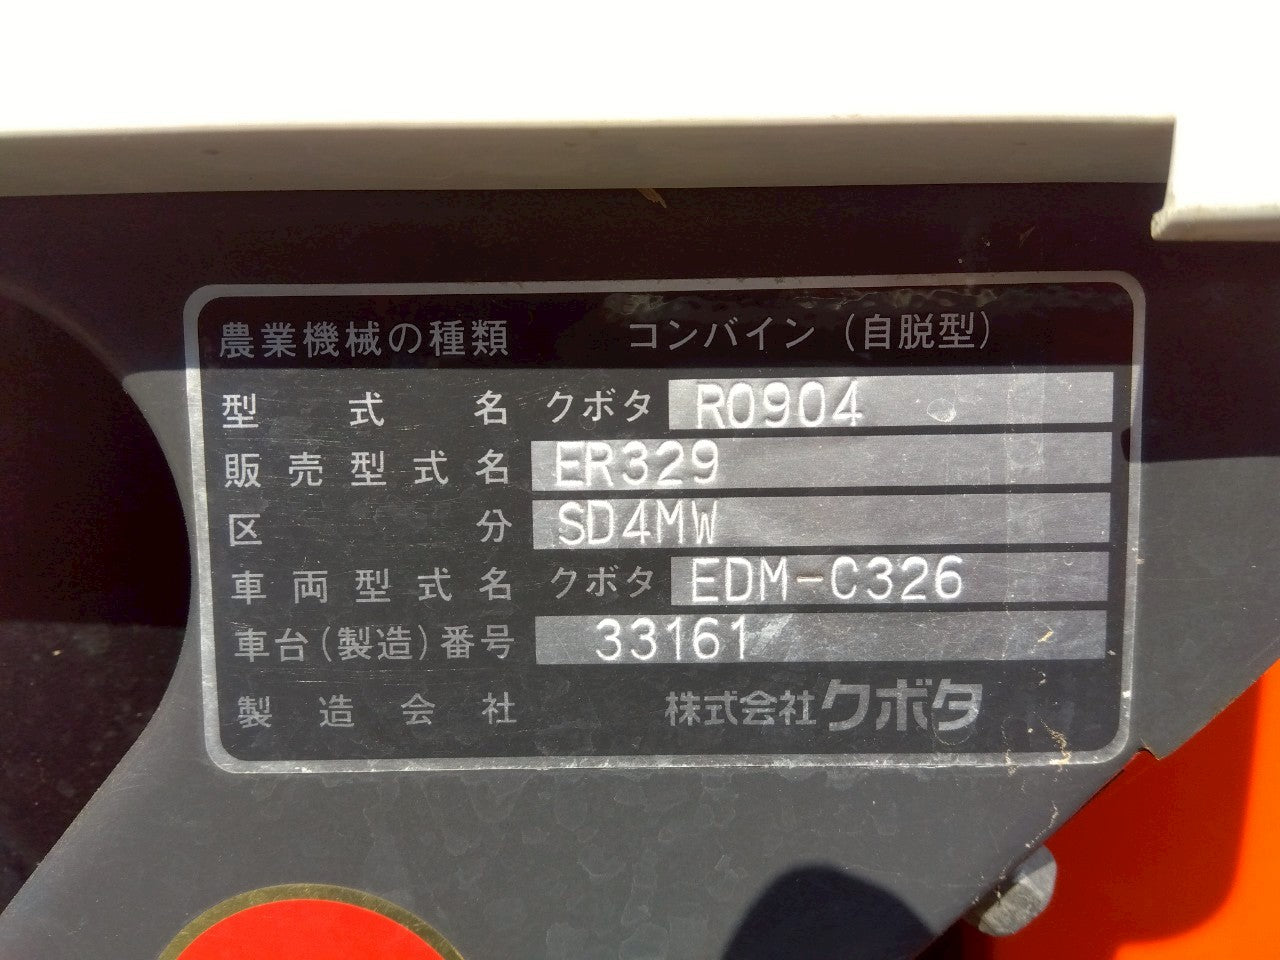 農業機械の種類 コンバイン（自脱型）
型式名 クボタ R0904
販売型式名 ER329
区分 SD4MW
車両型式名 クボタ EDM-C326
車台(製造)番号 33161
製造会社 株式会社クボタ